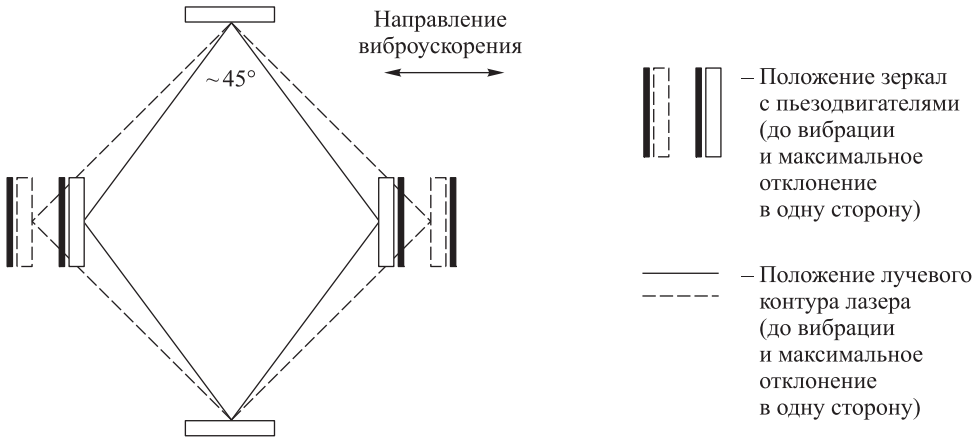 Направление
виброускорения
~45°
– Положение зеркал
с пьезодвигателями
(до вибрации
и максимальное
отклонение
в одну сторону)
– Положение лучевого
контура лазера
(до вибрации
и максимальное
отклонение
в одну сторону)